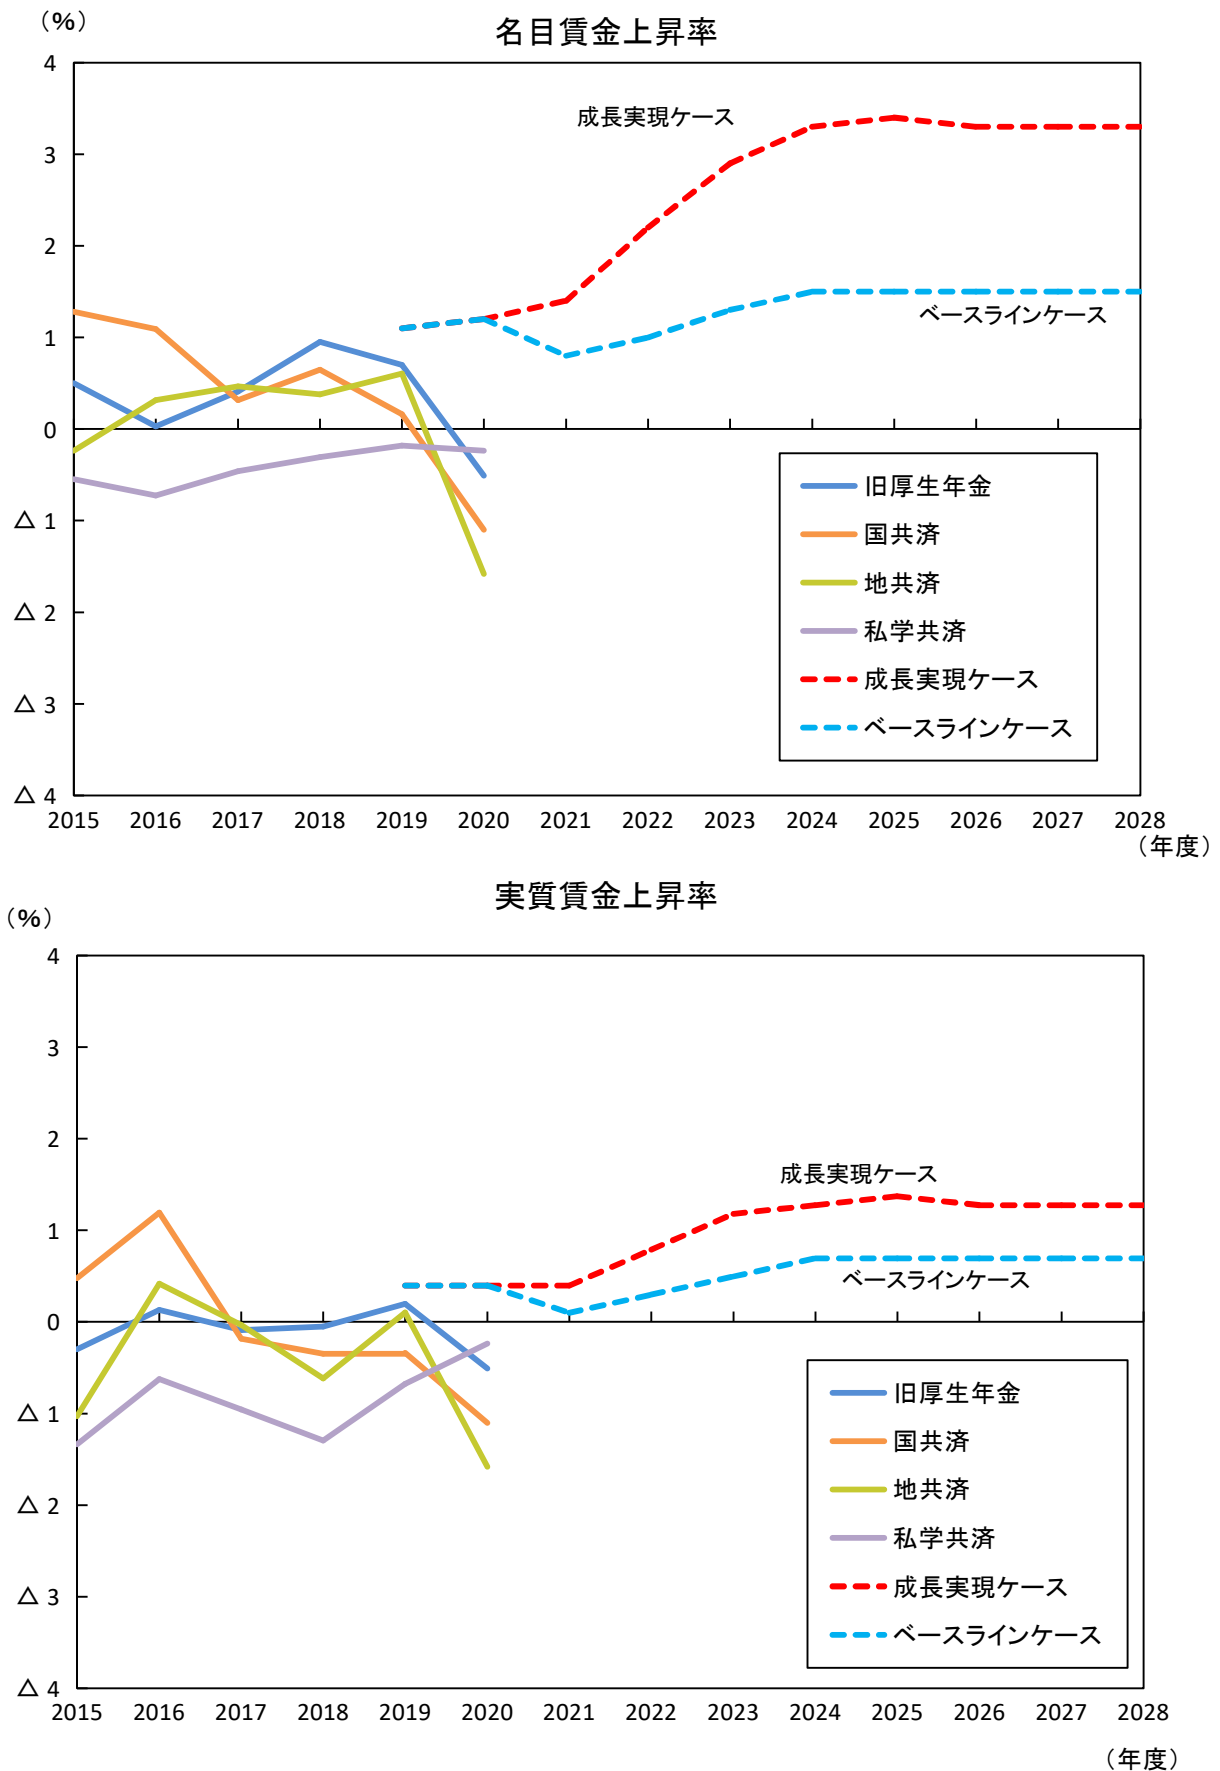 （%）
名目賃金上昇率
4
3
2
1
0
△ 1
△ 2
△ 3
△ 4
成長実現ケース
ベースラインケース
旧厚生年金
国共済
地共済
私学共済
成長実現ケース
ベースラインケース
2015 2016 2017 2018 2019 2020 2021 2022 2023 2024 2025 2026 2027 2028
（年度）
実質賃金上昇率
（%）
4
3
2
1
0
△ 1
△ 2
△ 3
△ 4
成長実現ケース
ベースラインケース
旧厚生年金
国共済
地共済
私学共済
成長実現ケース
ベースラインケース
2015 2016 2017 2018 2019 2020 2021 2022 2023 2024 2025 2026 2027 2028
（年度）